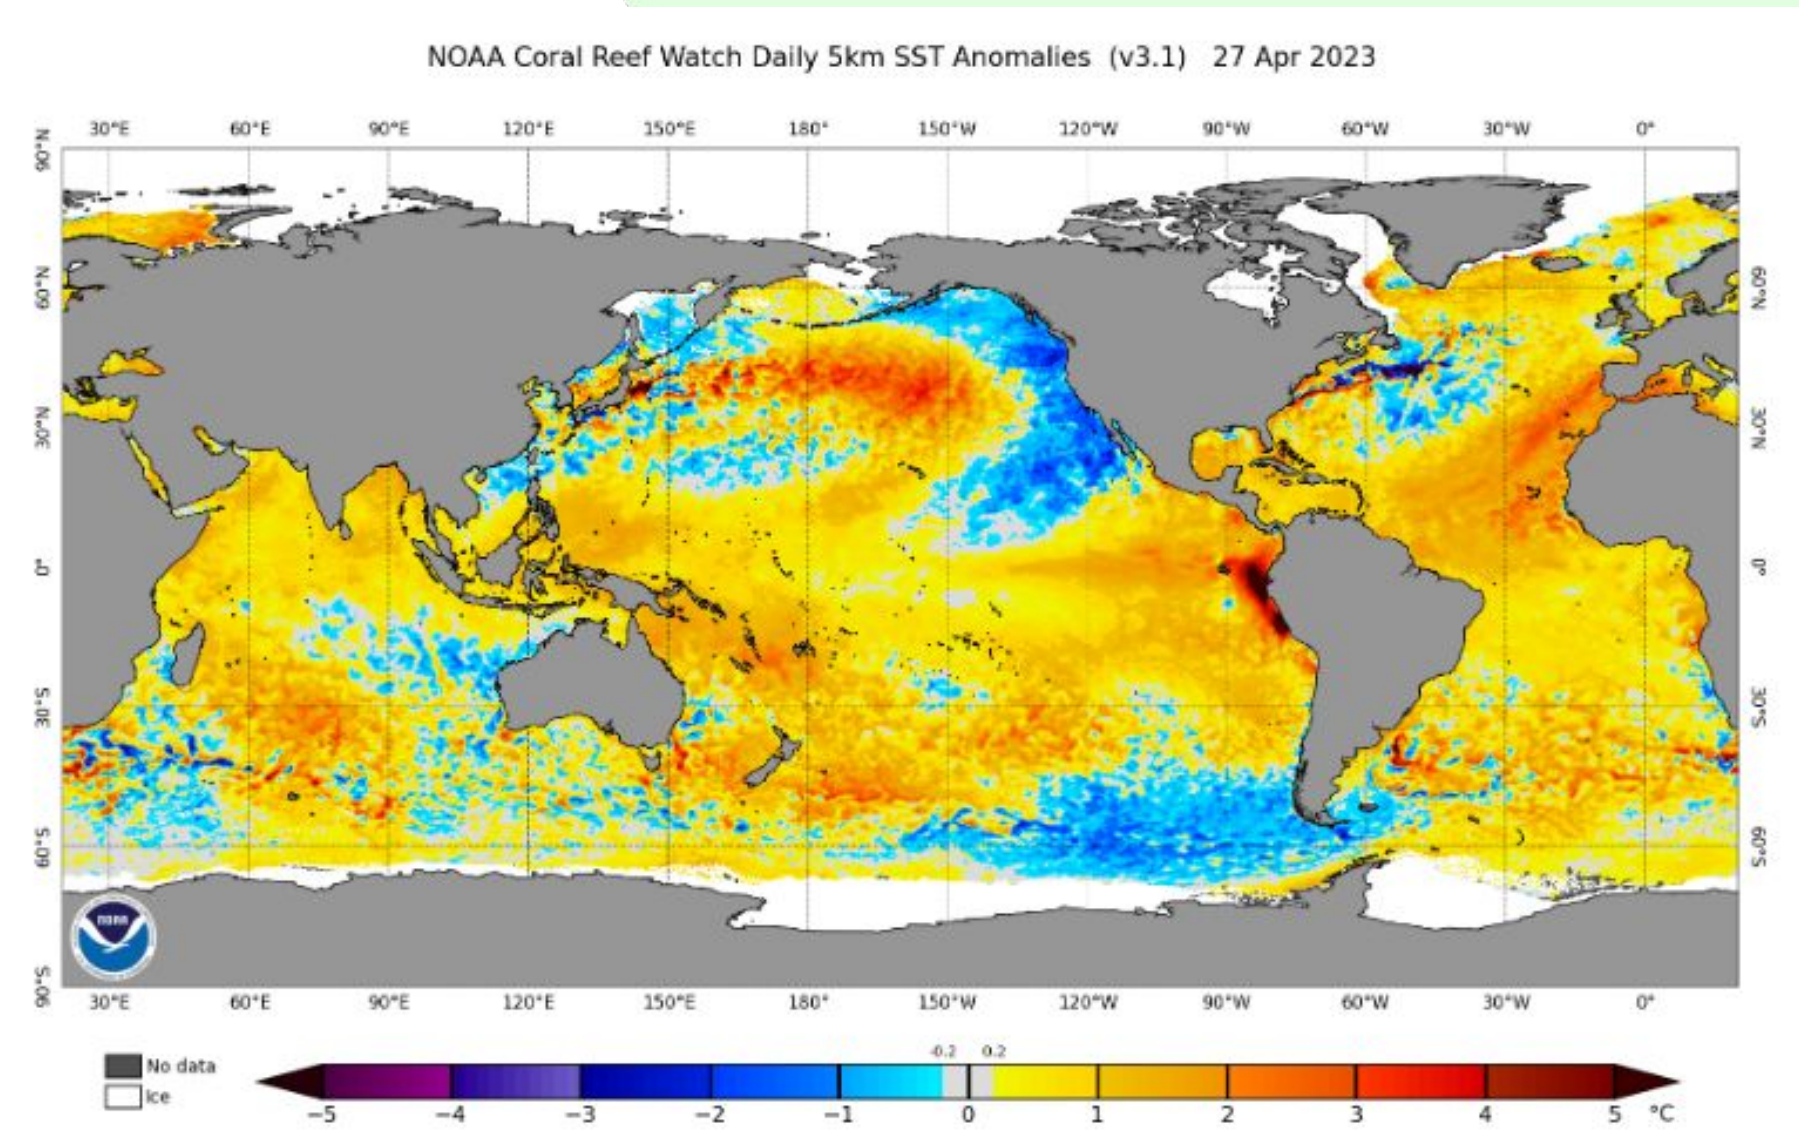 NOAA Coral Reef Watch Daily 5km SST Anomalies (v3.1) 27 Apr 2023
30°E 60°E 90°E 120°E 150°E 180° 150°W 120°W 90°W 60°W 30°W 0°
90°N
60°N 60°N
30°N 30°N
0° 0°
30°S 30°S
60°S 60°S
90°S
NOAA
30°E 60°E 90°E 120°E 150°E 180° 150°W 120°W 90°W 60°W 30°W 0°
-0.2 0.2
No data
Ice
−5 −4 −3 −2 −1 0 1 2 3 4 5 °C